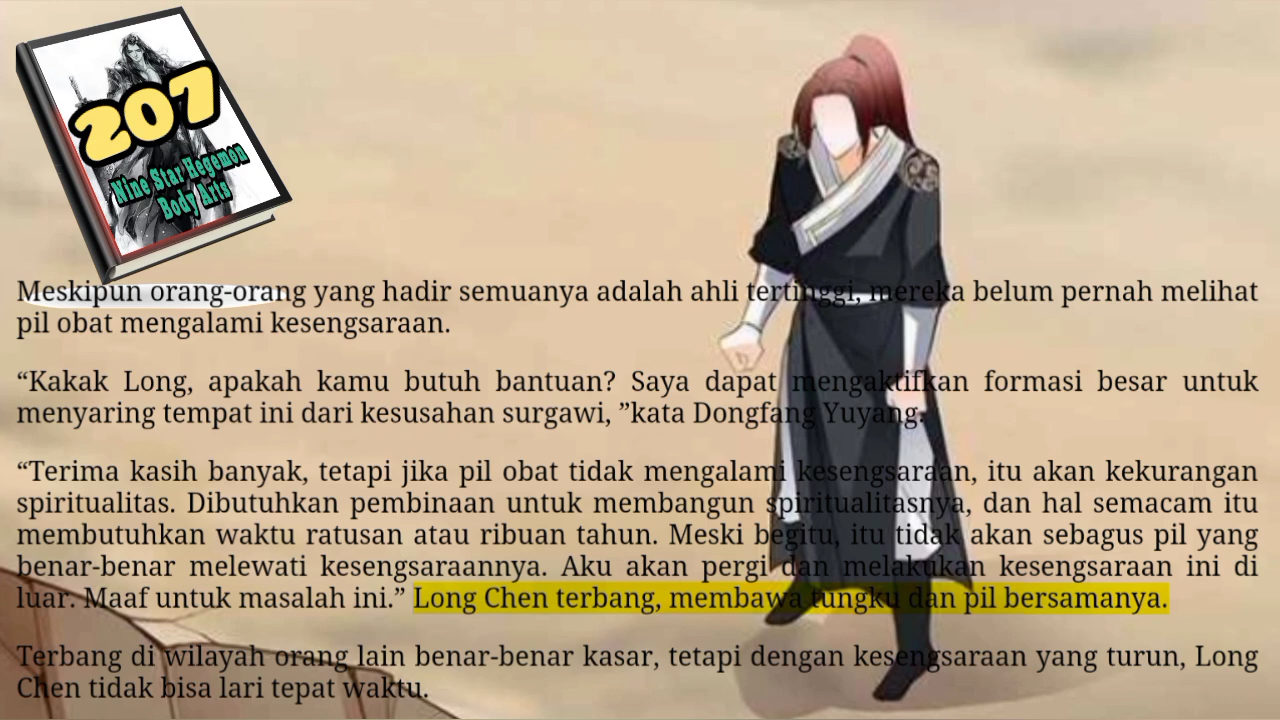 207
Nine Star Hegemon
Body Arts
Meskipun orang-orang yang hadir semuanya adalah ahli tertinggi, mereka belum pernah melihat
pil obat mengalami kesengsaraan.
“Kakak Long, apakah kamu butuh bantuan? Saya dapat mengaktifkan formasi besar untuk
menyaring tempat ini dari kesusahan surgawi, ”kata Dongfang Yuyang.
“Terima kasih banyak, tetapi jika pil obat tidak mengalami kesengsaraan, itu akan kekurangan
spiritualitas. Dibutuhkan pembinaan untuk membangun spiritualitasnya, dan hal semacam itu
membutuhkan waktu ratusan atau ribuan tahun. Meski begitu, itu tidak akan sebagus pil yang
benar-benar melewati kesengsaraannya. Aku akan pergi dan melakukan kesengsaraan ini di
luar. Maaf untuk masalah ini.” Long Chen terbang, membawa tungku dan pil bersamanya.
Terbang di wilayah orang lain benar-benar kasar, tetapi dengan kesengsaraan yang turun, Long
Chen tidak bisa lari tepat waktu.